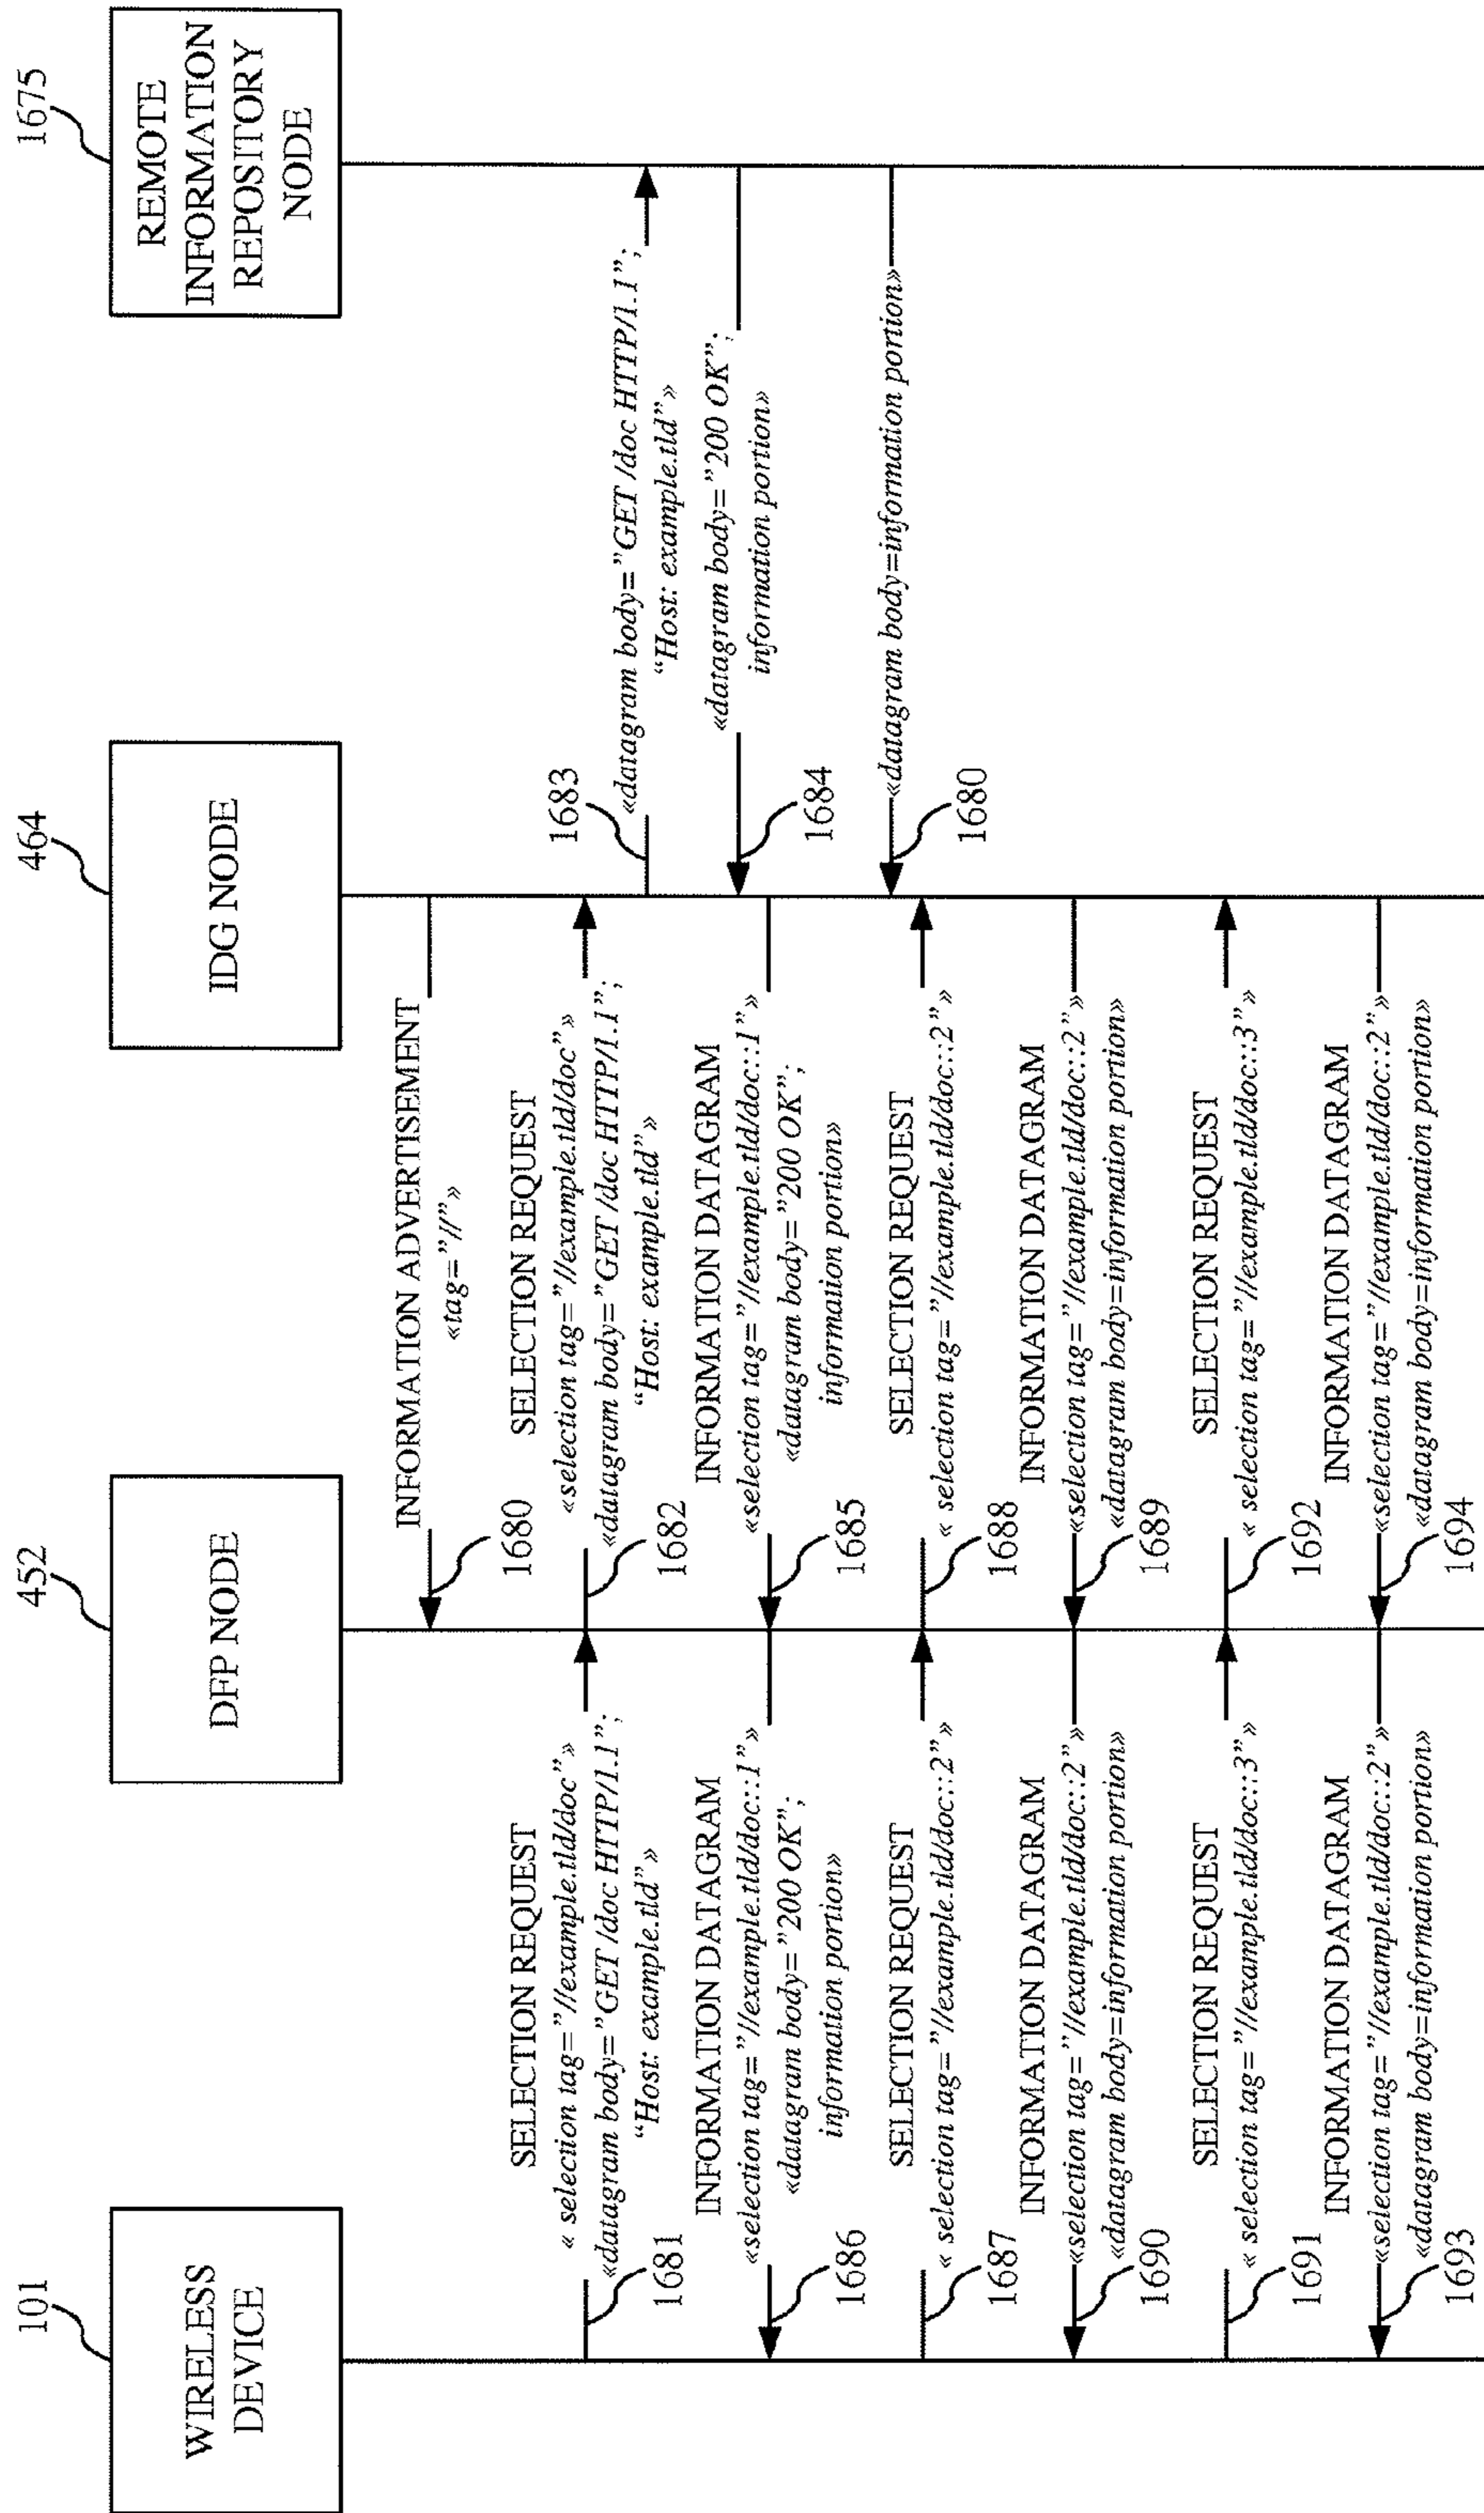 101
WIRELESS
DEVICE
452
DFP NODE
464
IDG NODE
1675
REMOTE
INFORMATION
REPOSITORY
NODE
INFORMATION ADVERTISEMENT
«tag="//"»
1680
SELECTION REQUEST
« selection tag="//example.tld/doc"»
«datagram body="GET /doc HTTP/1.1";
"Host: example.tld"»
1681
SELECTION REQUEST
«selection tag="//example.tld/doc"»
«datagram body="GET /doc HTTP/1.1";
"Host: example.tld"»
1682
1683
«datagram body="GET /doc HTTP/1.1";
"Host: example.tld"»
«datagram body="200 OK";
information portion»
1684
INFORMATION DATAGRAM
«selection tag="//example.tld/doc::1"»
«datagram body="200 OK";
information portion»
1685
INFORMATION DATAGRAM
«selection tag="//example.tld/doc::1"»
«datagram body="200 OK";
information portion»
1686
«datagram body=information portion»
1680
SELECTION REQUEST
« selection tag="//example.tld/doc::2"»
1687
SELECTION REQUEST
« selection tag="//example.tld/doc::2"»
1688
INFORMATION DATAGRAM
«selection tag="//example.tld/doc::2"»
«datagram body=information portion»
1689
INFORMATION DATAGRAM
«selection tag="//example.tld/doc::2"»
«datagram body=information portion»
1690
SELECTION REQUEST
« selection tag="//example.tld/doc::3"»
1691
SELECTION REQUEST
« selection tag="//example.tld/doc::3"»
1692
INFORMATION DATAGRAM
«selection tag="//example.tld/doc::2"»
«datagram body=information portion»
1693
INFORMATION DATAGRAM
«selection tag="//example.tld/doc::2"»
«datagram body=information portion»
1694